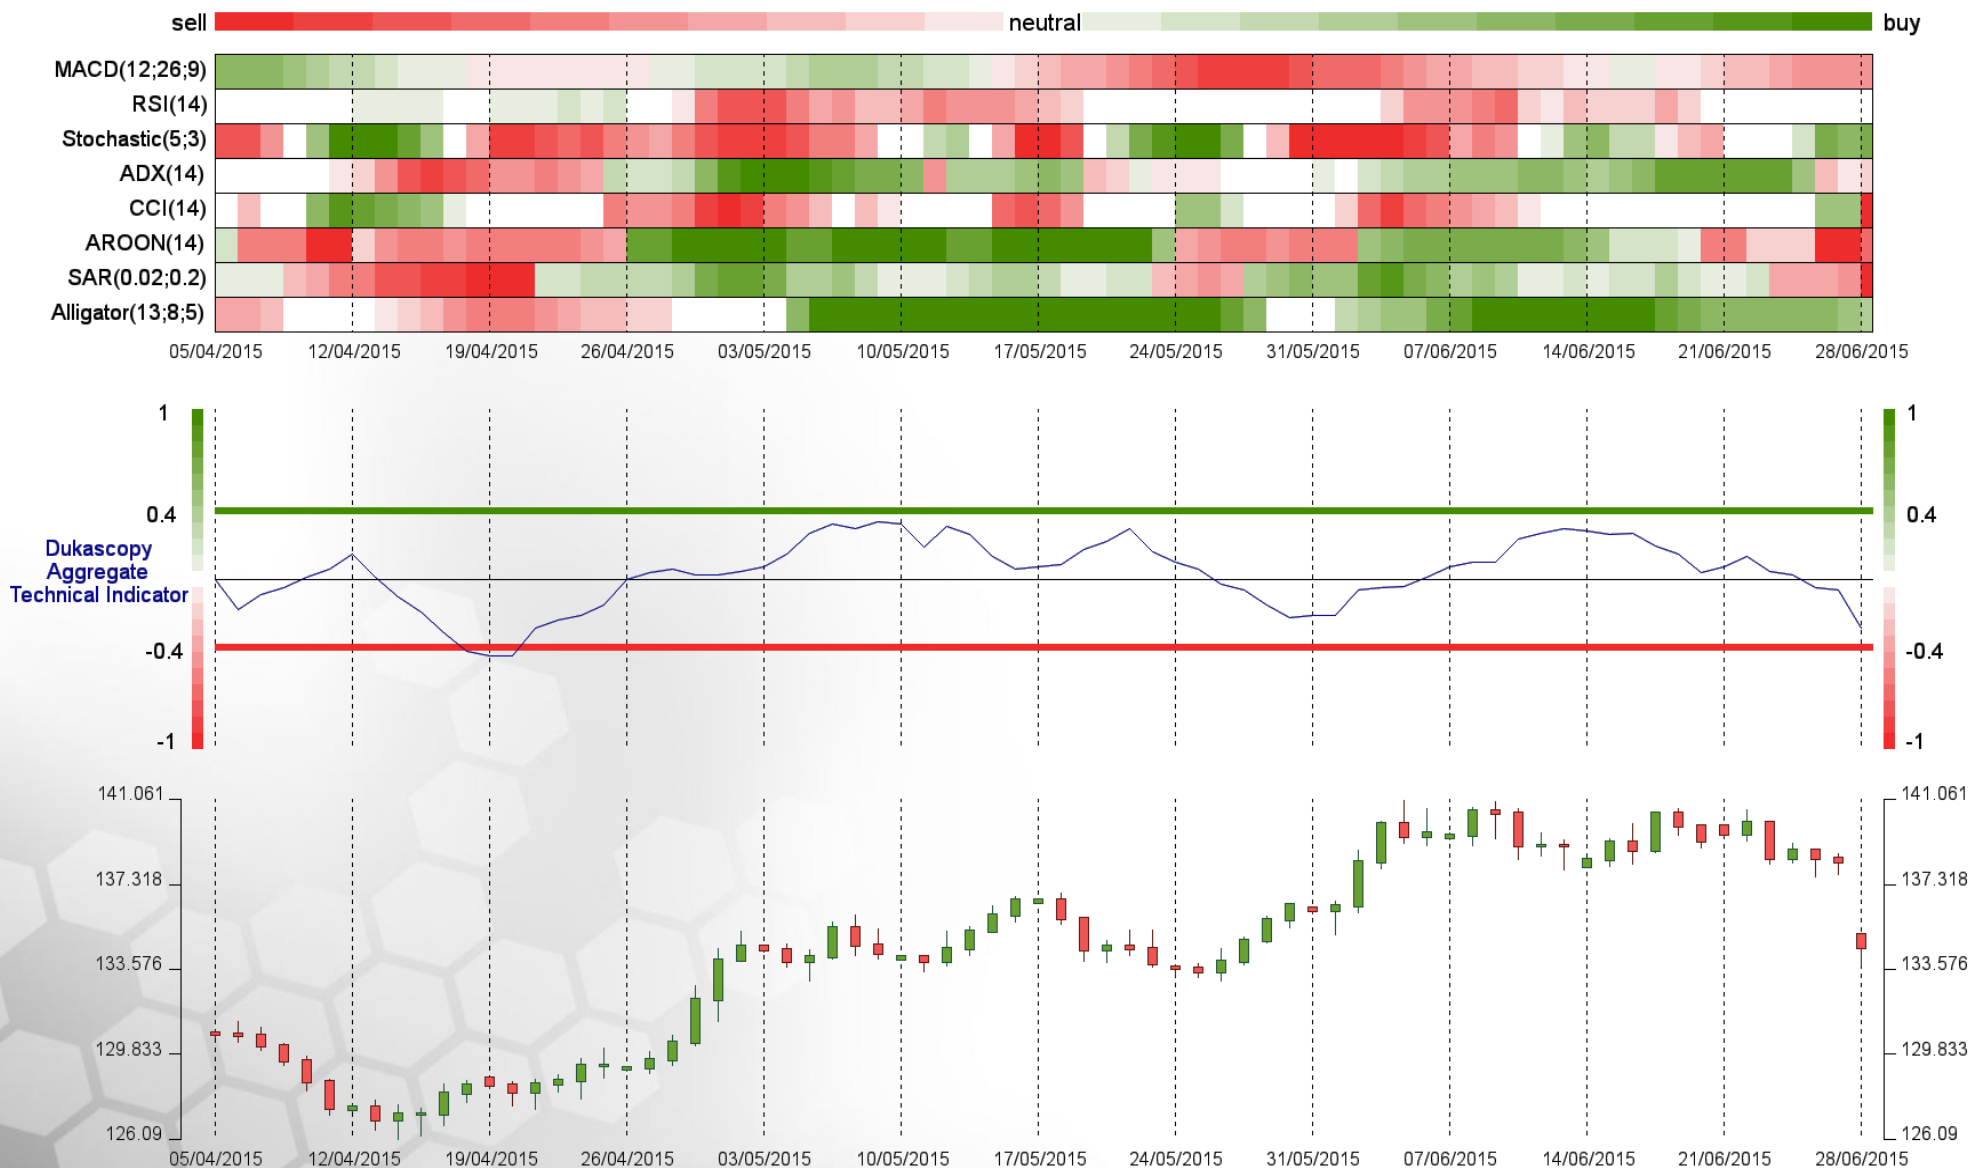 sell neutral buy
MACD(12;26;9)
RSI(14)
Stochastic(5;3)
ADX(14)
CCI(14)
AROON(14)
SAR(0.02;0.2)
Alligator(13;8;5)
05/04/2015 12/04/2015 19/04/2015 26/04/2015 03/05/2015 10/05/2015 17/05/2015 24/05/2015 31/05/2015 07/06/2015 14/06/2015 21/06/2015 28/06/2015
1 1
0.4 0.4
Dukascopy
Aggregate
Technical Indicator
-0.4 -0.4
-1 -1
141.061 141.061
137.318 137.318
133.576 133.576
129.833 129.833
126.09 126.09
05/04/2015 12/04/2015 19/04/2015 26/04/2015 03/05/2015 10/05/2015 17/05/2015 24/05/2015 31/05/2015 07/06/2015 14/06/2015 21/06/2015 28/06/2015